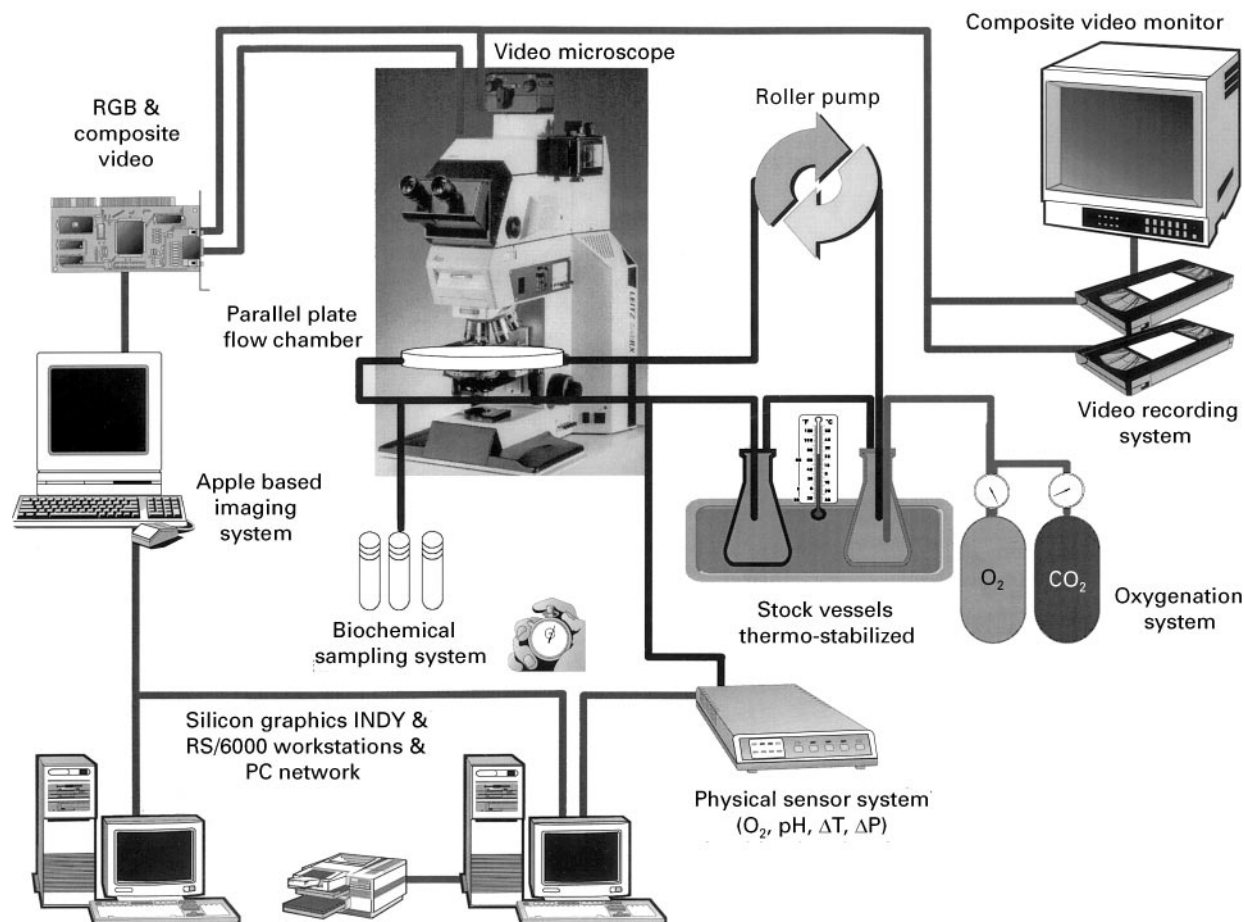 Composite video monitor
Video microscope
RGB &
composite
video
Roller pump
Parallel plate
flow chamber
LEITZ
Video recording
system
°F
°C
Apple based
imaging
system
O₂
CO₂
Oxygenation
system
Stock vessels
thermo-stabilized
Biochemical
sampling system
Silicon graphics INDY &
RS/6000 workstations &
PC network
Physical sensor system
(O₂, pH, ΔT, ΔP)